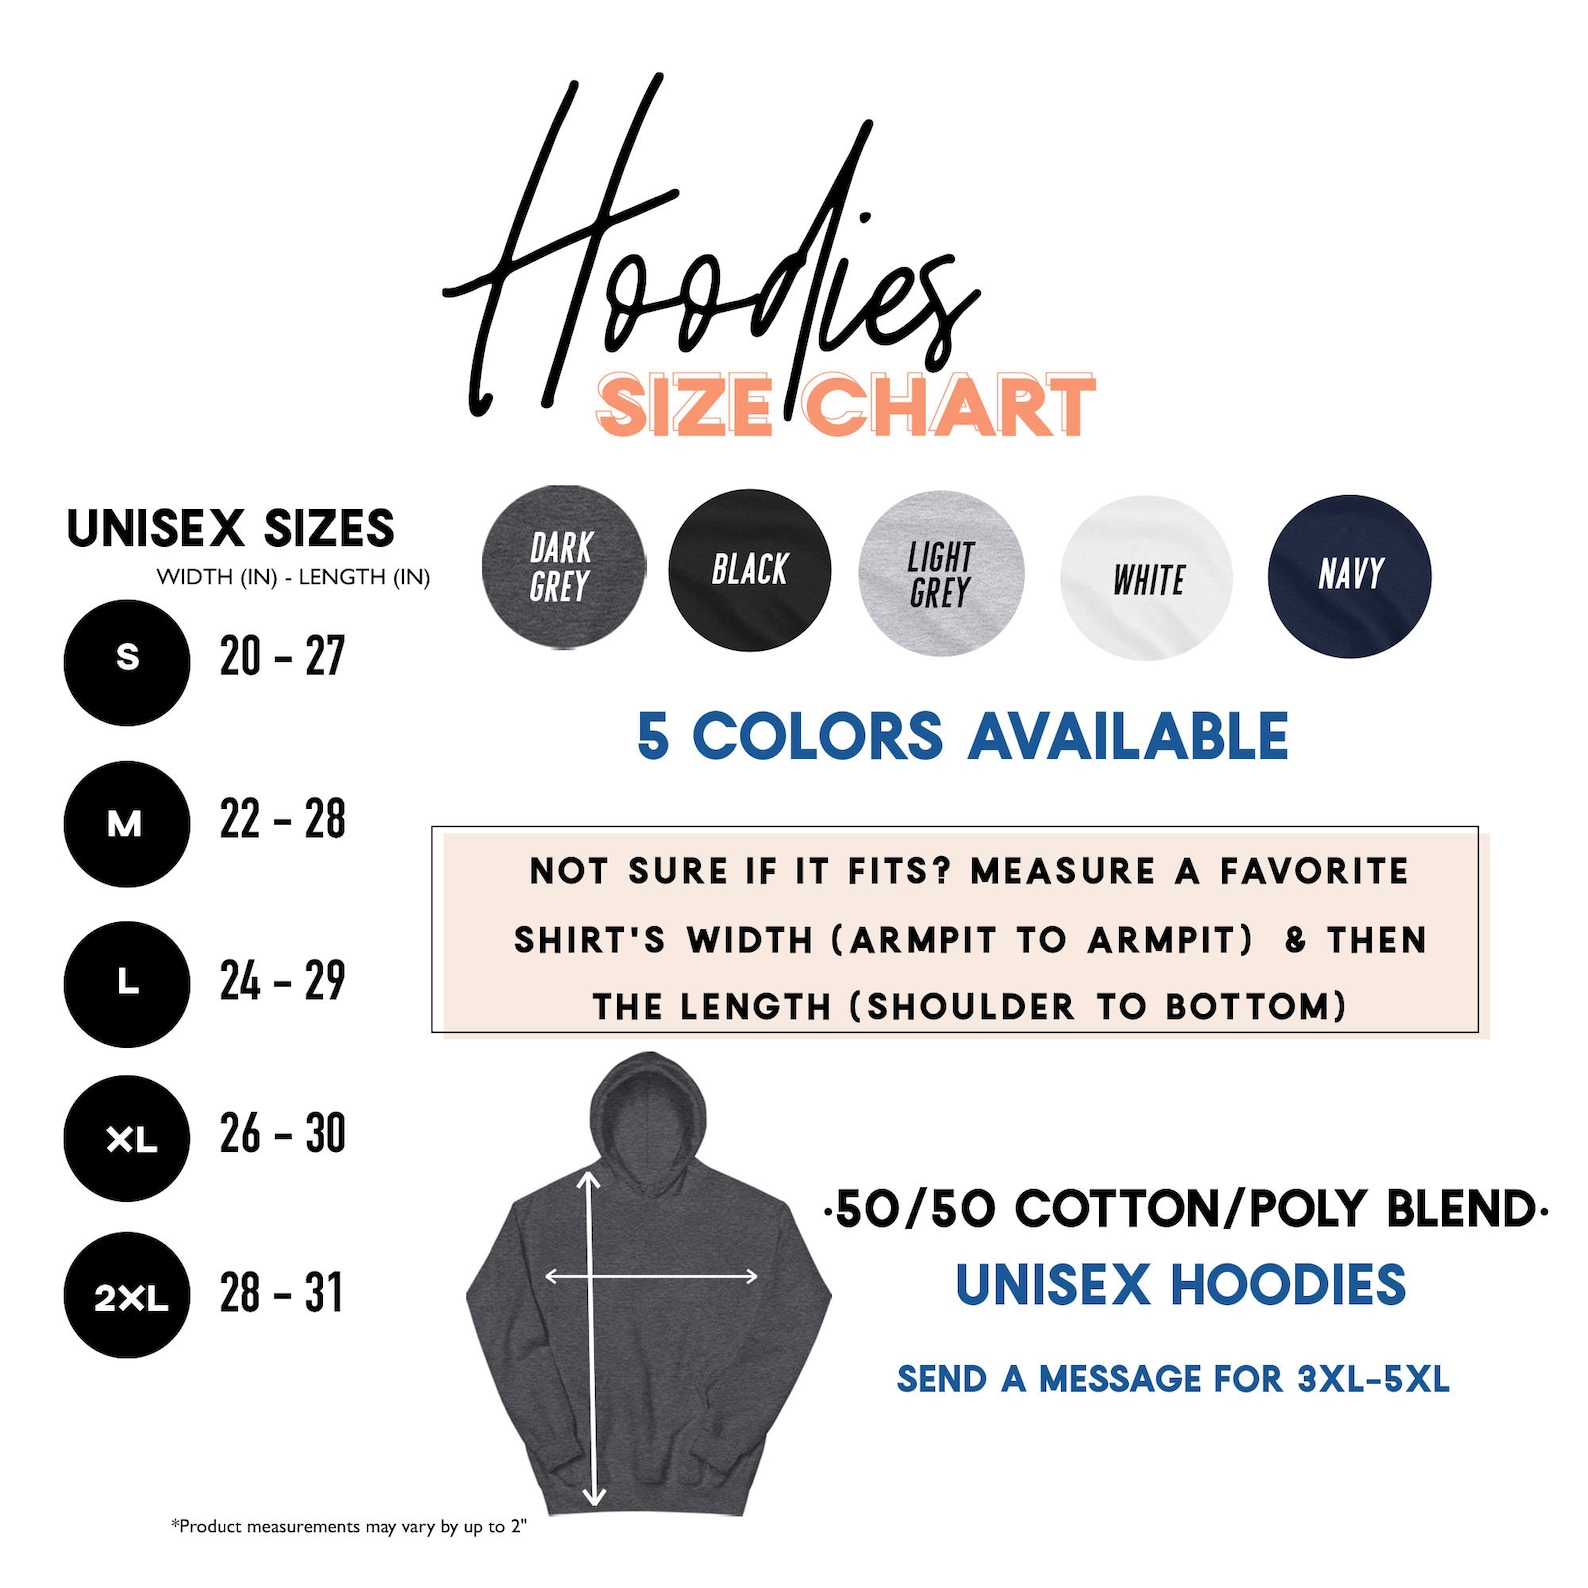 Hoodies
SIZE CHART
UNISEX SIZES
WIDTH (IN) - LENGTH (IN)
S 20 - 27
M 22 - 28
L 24 - 29
XL 26 - 30
2XL 28 - 31
DARK
GREY
BLACK
LIGHT
GREY
WHITE
NAVY
5 COLORS AVAILABLE
NOT SURE IF IT FITS? MEASURE A FAVORITE
SHIRT'S WIDTH (ARMPIT TO ARMPIT) & THEN
THE LENGTH (SHOULDER TO BOTTOM)
·50/50 COTTON/POLY BLEND·
UNISEX HOODIES
SEND A MESSAGE FOR 3XL-5XL
*Product measurements may vary by up to 2"